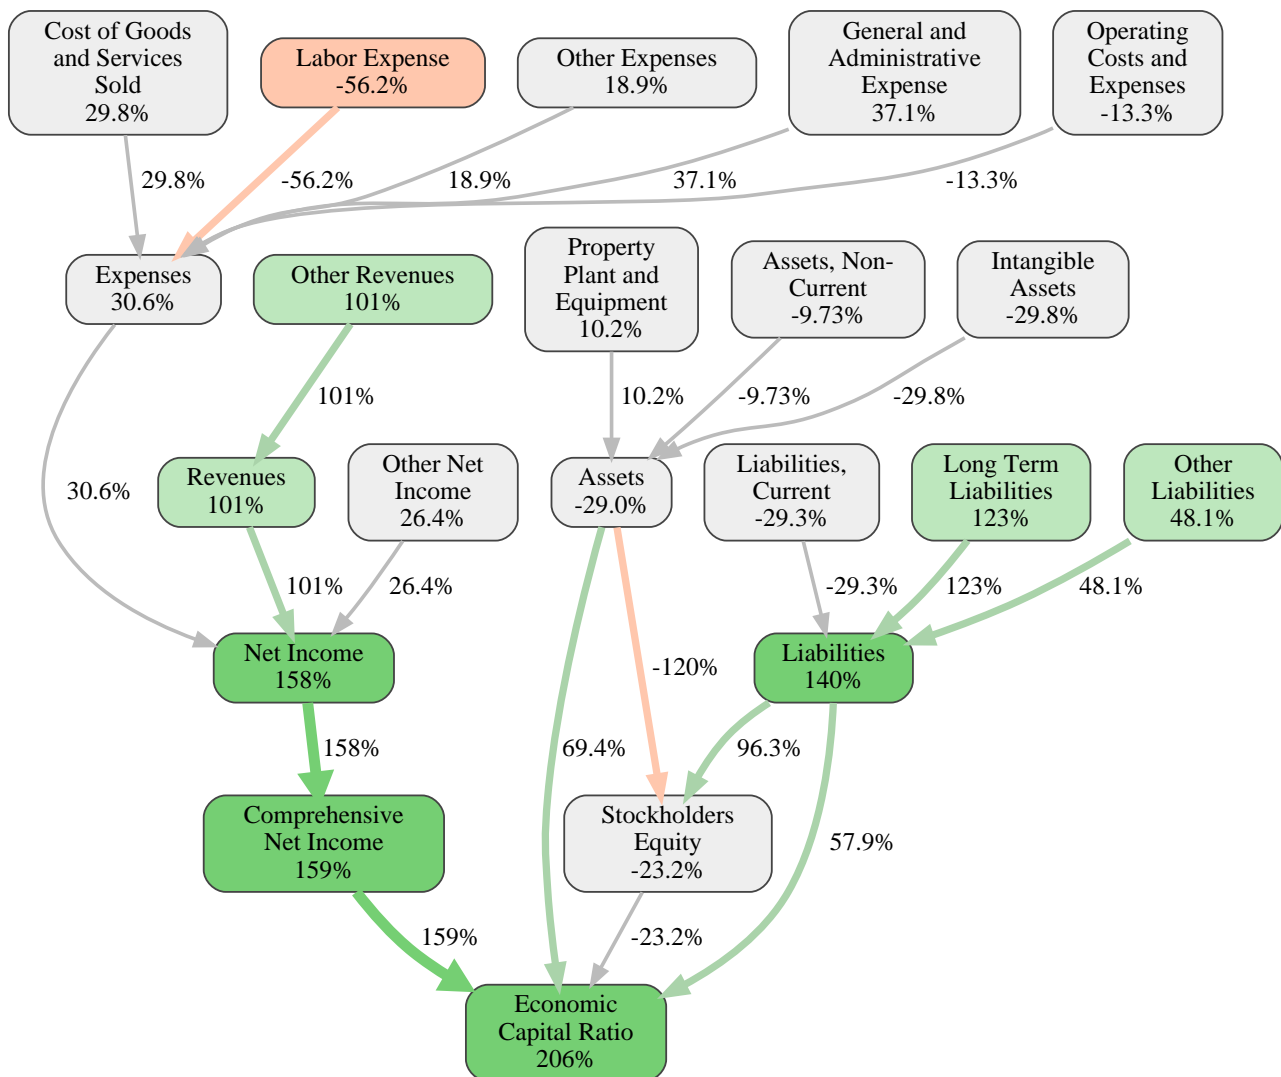 Cost of Goods
and Services
Sold
29.8%
Labor Expense
-56.2%
Other Expenses
18.9%
General and
Administrative
Expense
37.1%
Operating
Costs and
Expenses
-13.3%
29.8%
-56.2%
18.9%
37.1%
-13.3%
Expenses
30.6%
Other Revenues
101%
Property
Plant and
Equipment
10.2%
Assets, Non-
Current
-9.73%
Intangible
Assets
-29.8%
101%
10.2%
-9.73%
-29.8%
30.6%
Revenues
101%
Other Net
Income
26.4%
Assets
-29.0%
Liabilities,
Current
-29.3%
Long Term
Liabilities
123%
Other
Liabilities
48.1%
101%
26.4%
-29.3%
123%
48.1%
Net Income
158%
-120%
Liabilities
140%
158%
69.4%
96.3%
Comprehensive
Net Income
159%
Stockholders
Equity
-23.2%
57.9%
159%
-23.2%
Economic
Capital Ratio
206%